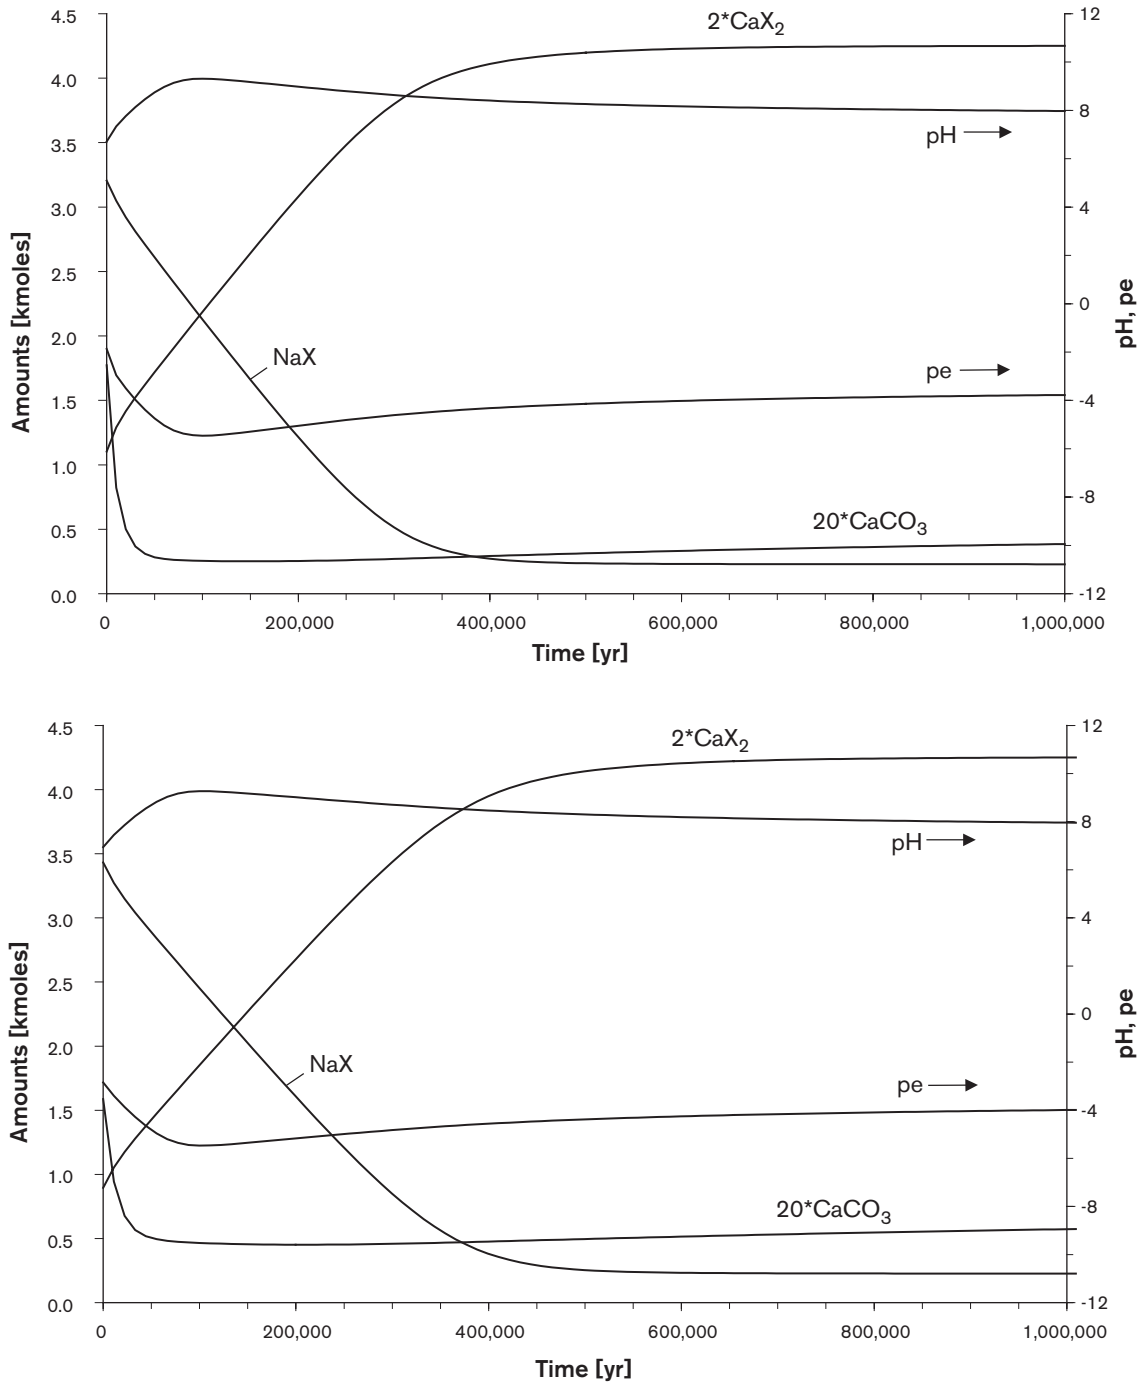 4.5
4.0
3.5
3.0
2.5
2.0
1.5
1.0
0.5
0.0
Amounts [kmoles]
12
8
4
0
-4
-8
-12
pH, pe
2*CaX2
pH
NaX
pe
20*CaCO3
0
200,000
400,000
600,000
800,000
1,000,000
Time [yr]
4.5
4.0
3.5
3.0
2.5
2.0
1.5
1.0
0.5
0.0
Amounts [kmoles]
12
8
4
0
-4
-8
-12
pH, pe
2*CaX2
pH
NaX
pe
20*CaCO3
0
200,000
400,000
600,000
800,000
1,000,000
Time [yr]